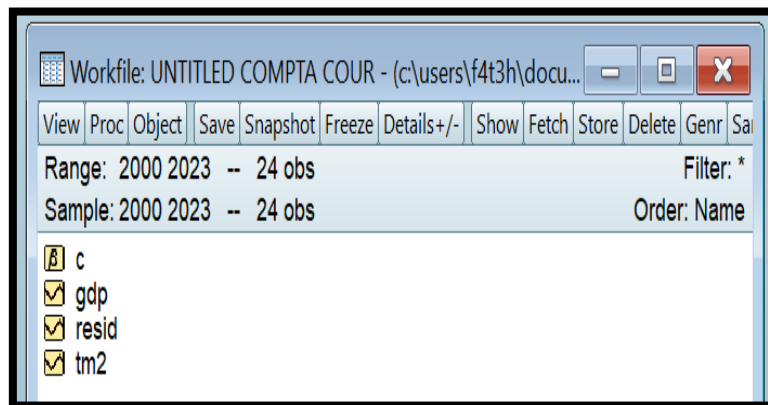 Workfile: UNTITLED COMPTA COUR - (c:\users\f4t3h\docu...
View Proc Object Save Snapshot Freeze Details+/- Show Fetch Store Delete Genr Sa
Range: 2000 2023 -- 24 obs Filter: *
Sample: 2000 2023 -- 24 obs Order: Name
β c
gdp
resid
tm2